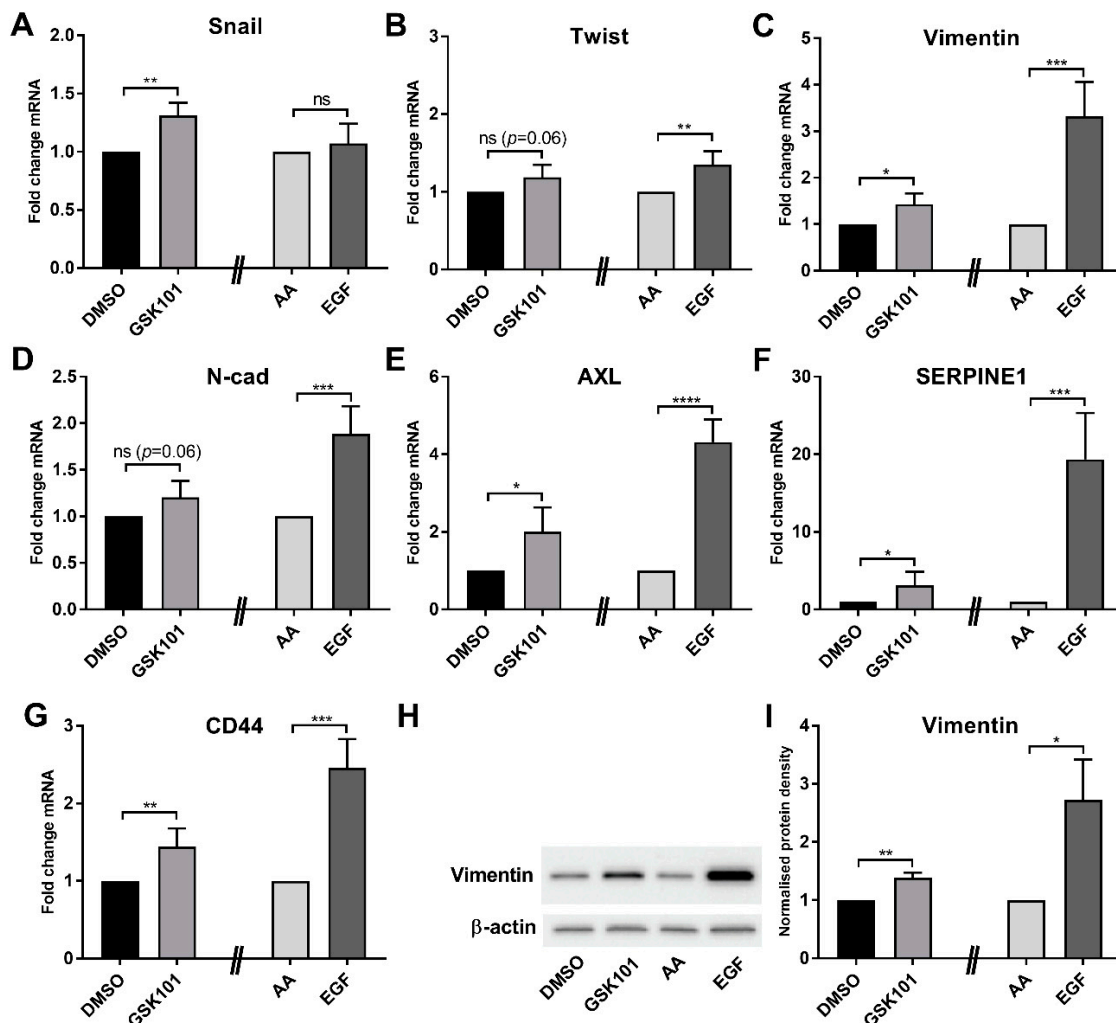 A
Snail
Fold change mRNA
2.0
1.5
1.0
0.5
0.0
**
ns
DMSO
GSK101
AA
EGF
B
Twist
Fold change mRNA
3
2
1
0
ns (p=0.06)
**
DMSO
GSK101
AA
EGF
C
Vimentin
Fold change mRNA
5
4
3
2
1
0
*
***
DMSO
GSK101
AA
EGF
D
N-cad
Fold change mRNA
2.5
2.0
1.5
1.0
0.5
0.0
ns (p=0.06)
***
DMSO
GSK101
AA
EGF
E
AXL
Fold change mRNA
6
4
2
0
*
****
DMSO
GSK101
AA
EGF
F
SERPINE1
Fold change mRNA
30
20
10
0
*
***
DMSO
GSK101
AA
EGF
G
CD44
Fold change mRNA
3
2
1
0
**
***
DMSO
GSK101
AA
EGF
H
Vimentin
β-actin
DMSO
GSK101
AA
EGF
I
Vimentin
Normalised protein density
4
3
2
1
0
**
*
DMSO
GSK101
AA
EGF